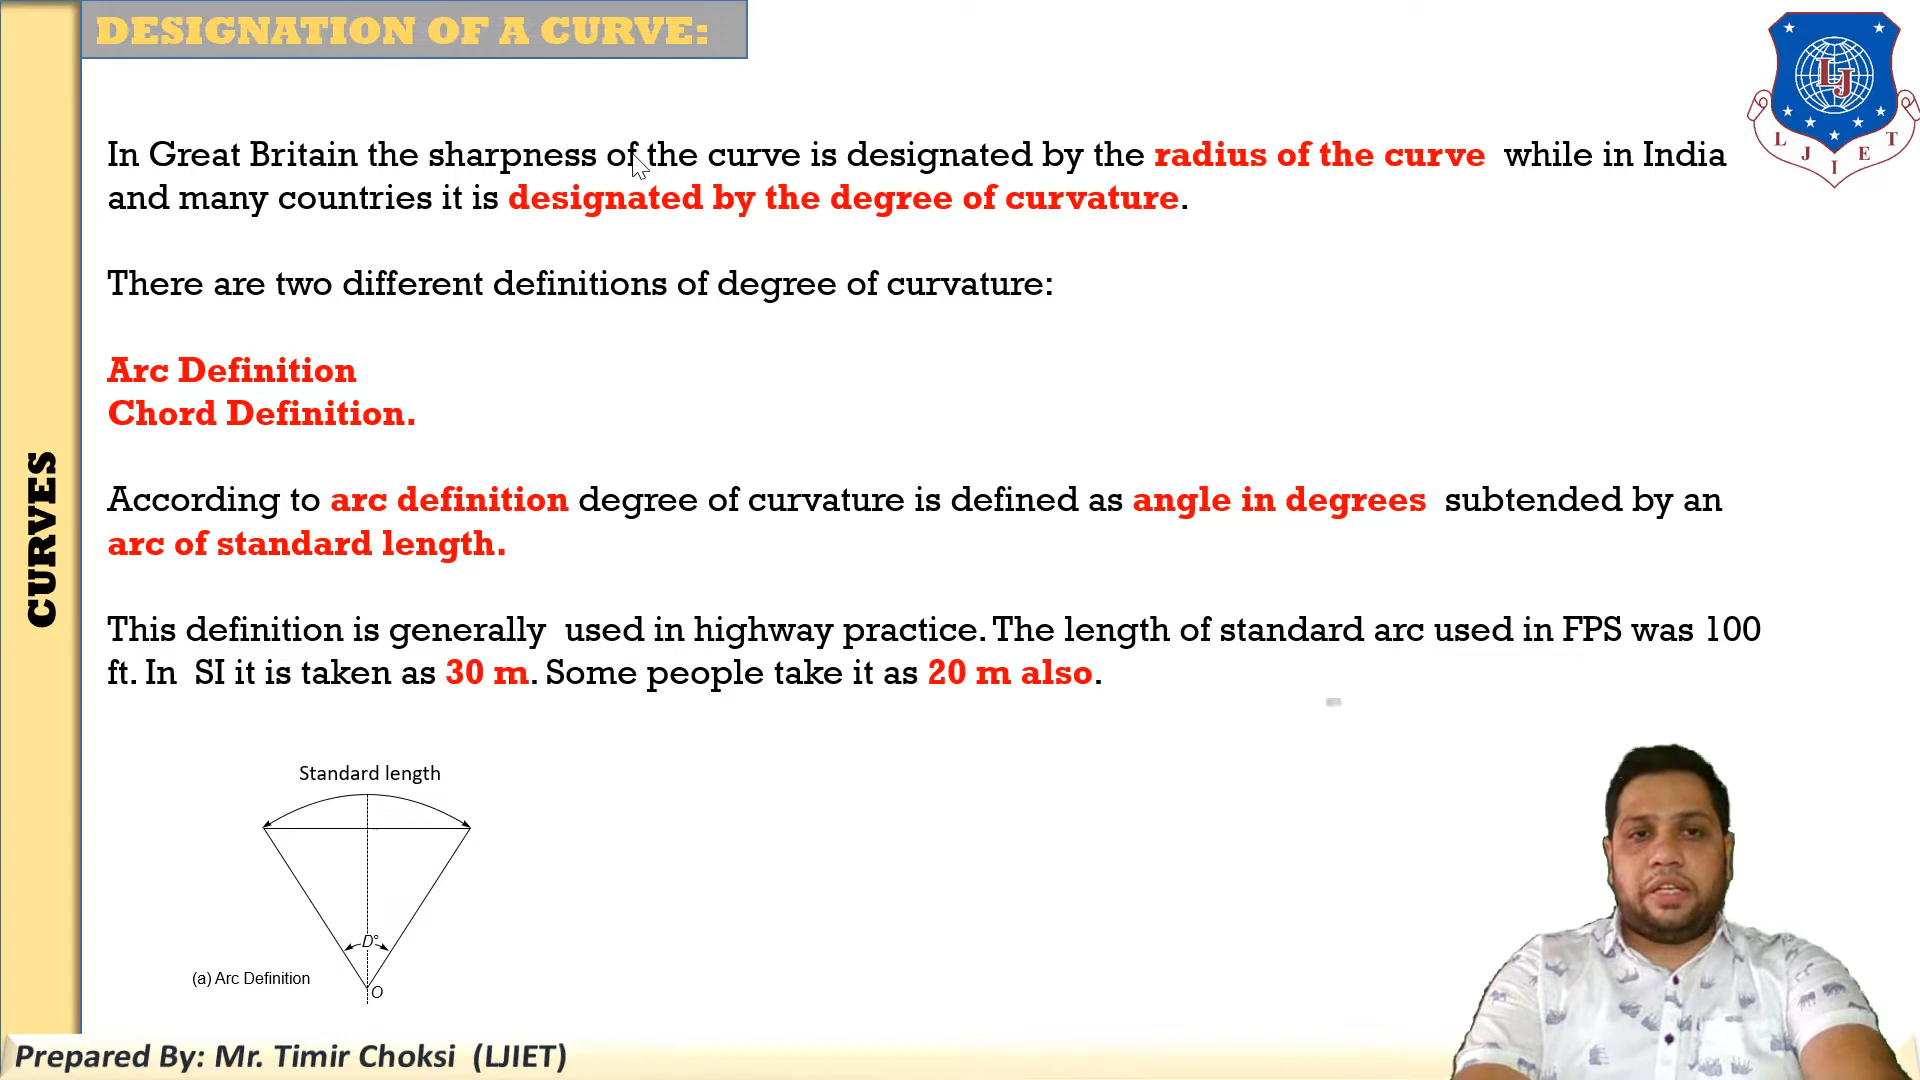 DESIGNATION OF A CURVE:
In Great Britain the sharpness of the curve is designated by the radius of the curve while in India
and many countries it is designated by the degree of curvature.
There are two different definitions of degree of curvature:
Arc Definition
Chord Definition.
According to arc definition degree of curvature is defined as angle in degrees subtended by an
arc of standard length.
This definition is generally used in highway practice. The length of standard arc used in FPS was 100
ft. In SI it is taken as 30 m. Some people take it as 20 m also.
Standard length
D°
O
(a) Arc Definition
CURVES
LJ
L J I E T
Prepared By: Mr. Timir Choksi (LJIET)